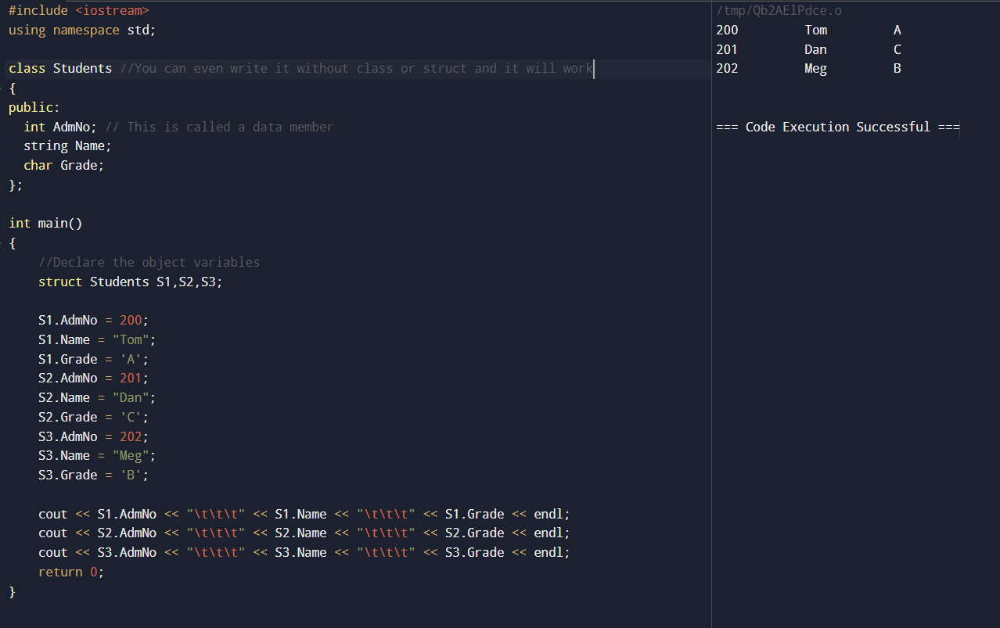 #include <iostream>
using namespace std;

class Students //You can even write it without class or struct and it will work
{
public:
  int AdmNo; // This is called a data member
  string Name;
  char Grade;
};

int main()
{
    //Declare the object variables
    struct Students S1,S2,S3;

    S1.AdmNo = 200;
    S1.Name = "Tom";
    S1.Grade = 'A';
    S2.AdmNo = 201;
    S2.Name = "Dan";
    S2.Grade = 'C';
    S3.AdmNo = 202;
    S3.Name = "Meg";
    S3.Grade = 'B';

    cout << S1.AdmNo << "\t\t\t" << S1.Name << "\t\t\t" << S1.Grade << endl;
    cout << S2.AdmNo << "\t\t\t" << S2.Name << "\t\t\t" << S2.Grade << endl;
    cout << S3.AdmNo << "\t\t\t" << S3.Name << "\t\t\t" << S3.Grade << endl;
    return 0;
}
/tmp/Qb2AElPdce.o
200 Tom A
201 Dan C
202 Meg B
=== Code Execution Successful ===